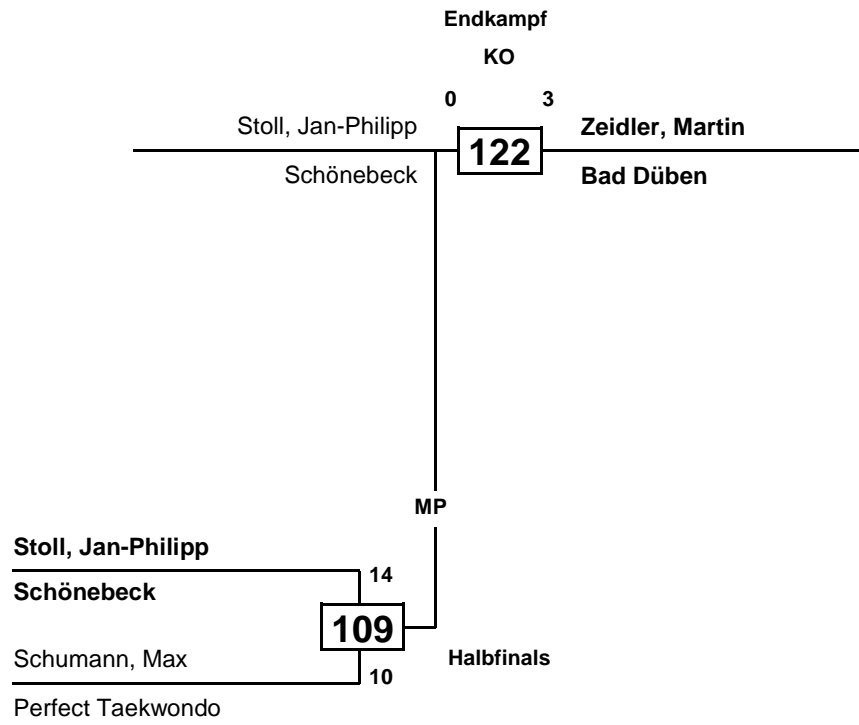 Endkampf
KO
0 3
Stoll, Jan-Philipp 122 Zeidler, Martin
Schönebeck Bad Düben
MP
Stoll, Jan-Philipp
14
Schönebeck
109
Schumann, Max Halbfinals
10
Perfect Taekwondo